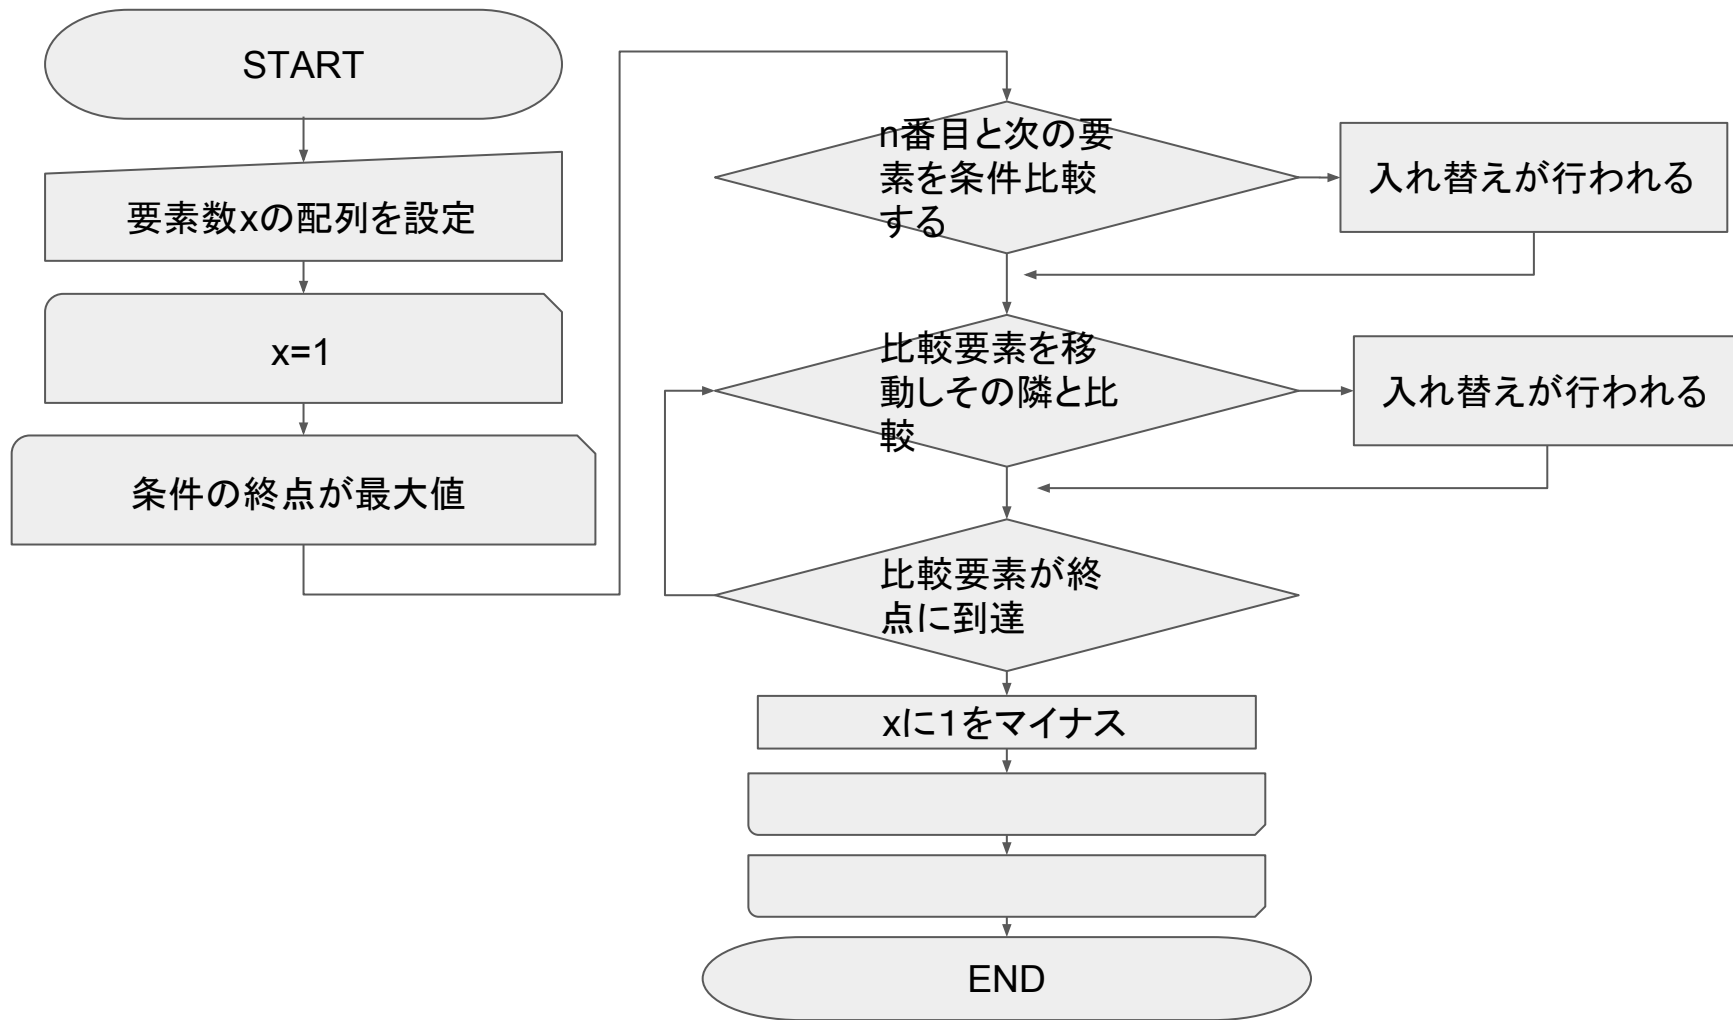 START
要素数xの配列を設定
x=1
条件の終点が最大値
n番目と次の要
素を条件比較
する
入れ替えが行われる
比較要素を移
動しその隣と比
較
入れ替えが行われる
比較要素が終
点に到達
xに１をマイナス
END